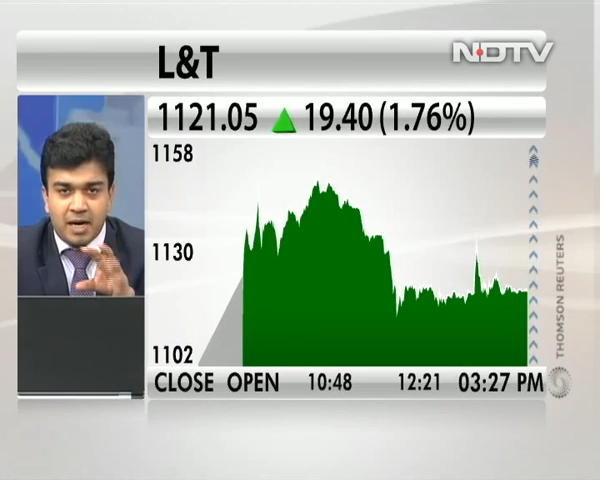 L&T
NDTV
1121.05 ▲ 19.40 (1.76%)
1158
1130
1102
CLOSE OPEN 10:48 12:21 03:27 PM
THOMSON REUTERS